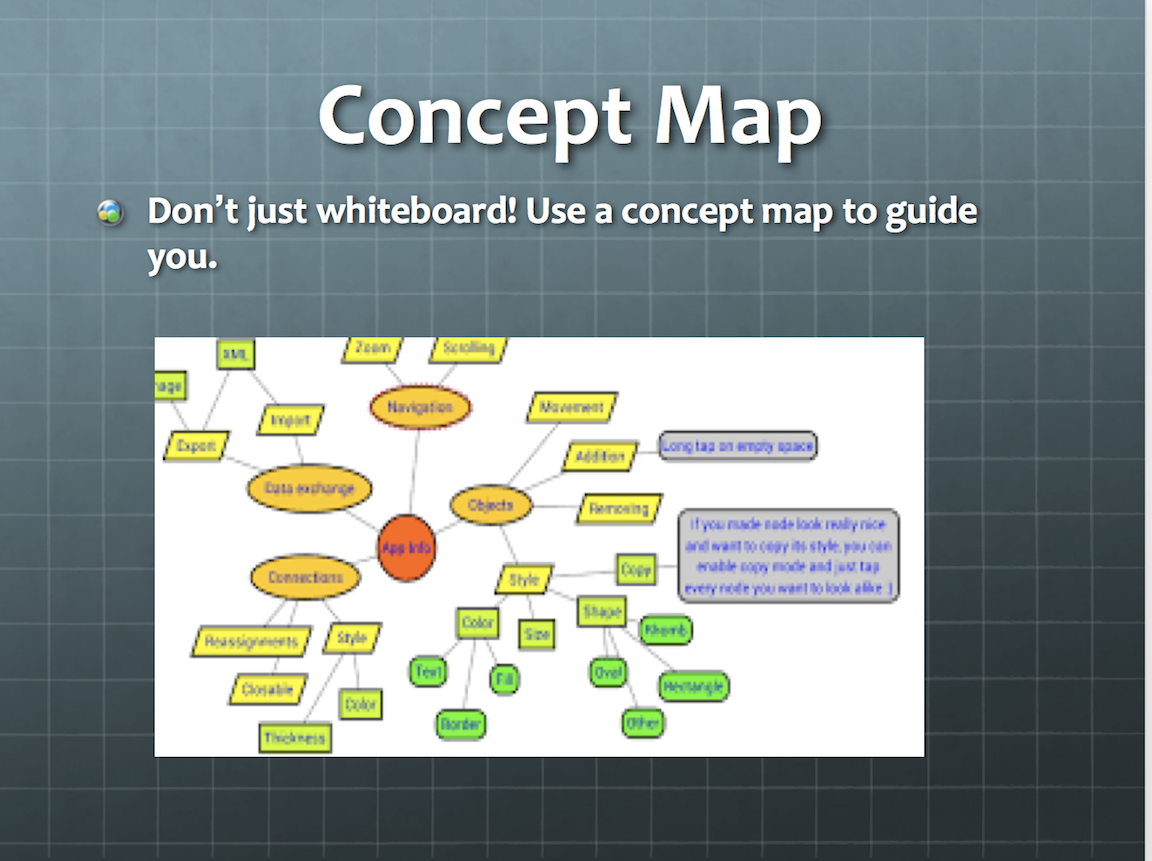 Concept Map
Don't just whiteboard! Use a concept map to guide
you.
Zoom
Scrolling
XML
Navigation
Import
Movement
Export
Addition
Long tap on empty space
Data exchange
Objects
Removing
If you made node look really nice
and want to copy its style, you can
enable copy mode and just tap
every node you want to look alike :)
App Info
Connections
Style
Copy
Color
Size
Shape
Rhomb
Reassignments
Style
Text
Fill
Oval
Rectangle
Closable
Color
Border
Other
Thickness